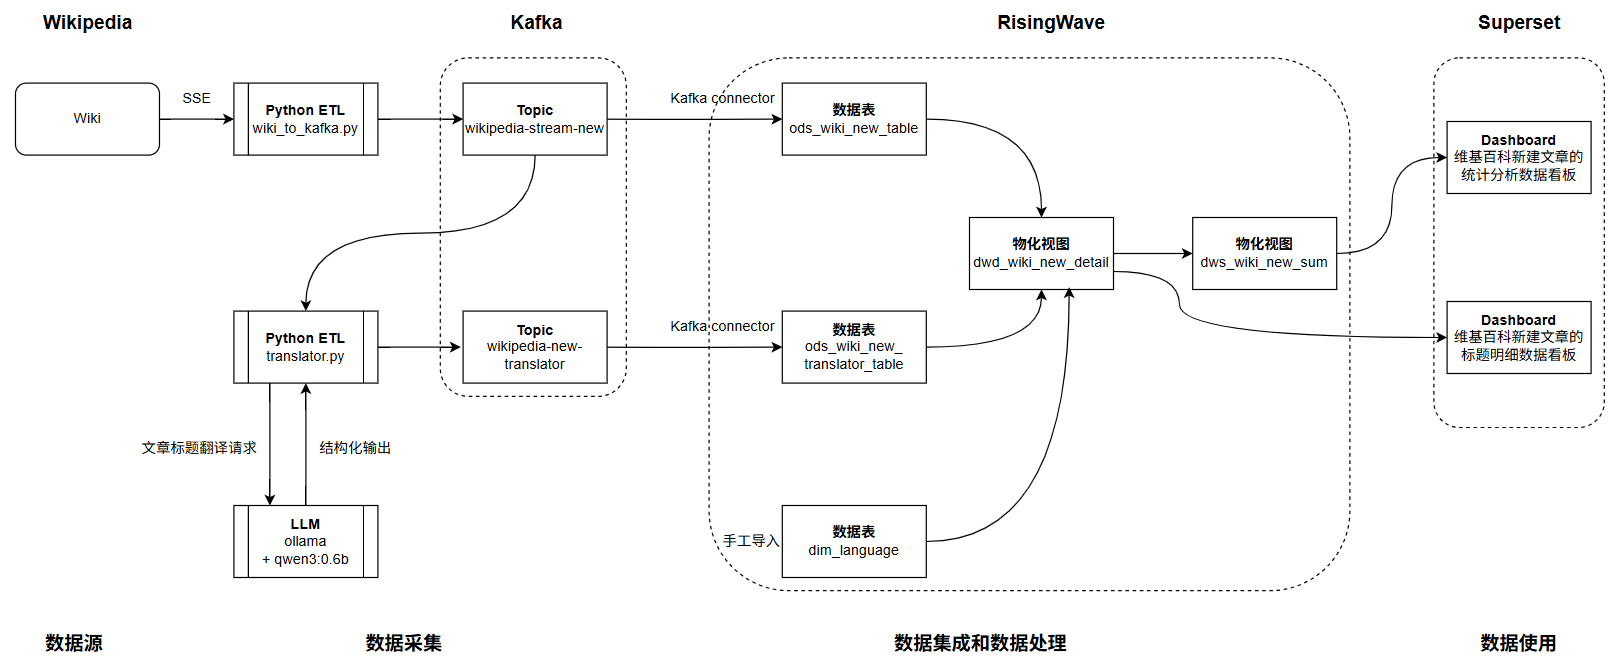 Wikipedia
Kafka
RisingWave
Superset
Wiki
SSE
Python ETL
wiki_to_kafka.py
Topic
wikipedia-stream-new
Kafka connector
数据表
ods_wiki_new_table
Dashboard
维基百科新建文章的
统计分析数据看板
物化视图
dwd_wiki_new_detail
物化视图
dws_wiki_new_sum
Python ETL
translator.py
Topic
wikipedia-new-
translator
Kafka connector
数据表
ods_wiki_new_
translator_table
Dashboard
维基百科新建文章的
标题明细数据看板
文章标题翻译请求
结构化输出
LLM
ollama
+ qwen3:0.6b
手工导入
数据表
dim_language
数据源
数据采集
数据集成和数据处理
数据使用